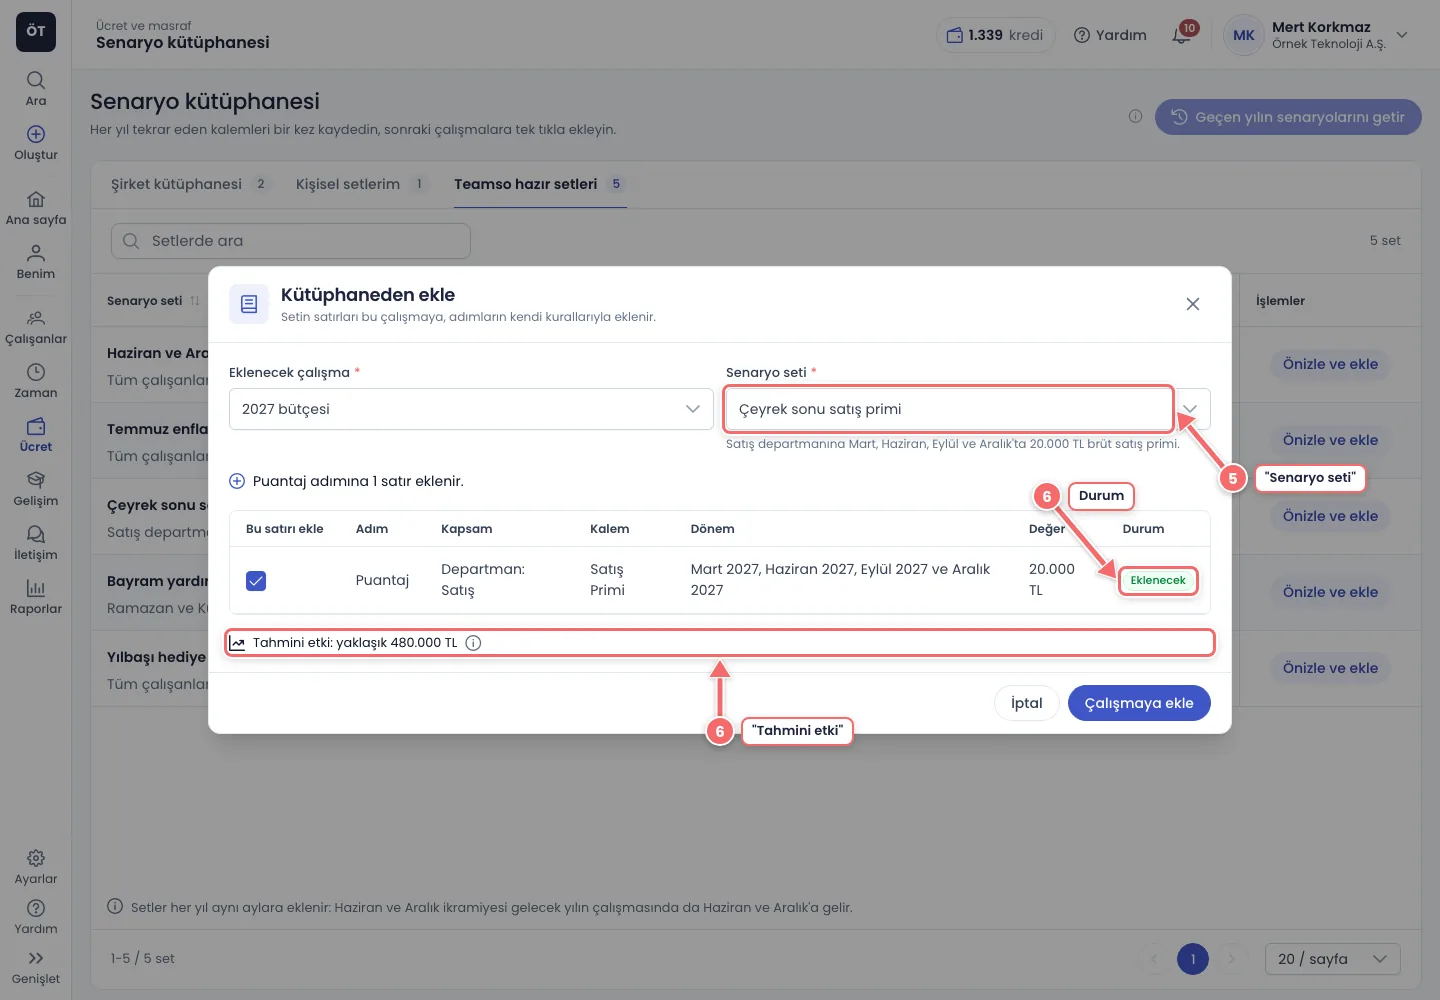 ÖT
Ücret ve masraf
Senaryo kütüphanesi
1.339 kredi
Yardım
10
MK
Mert Korkmaz
Örnek Teknoloji A.Ş.
Ara
Oluştur
Ana sayfa
Benim
Çalışanlar
Zaman
Ücret
Gelişim
İletişim
Raporlar
Ayarlar
Yardım
Genişlet
Senaryo kütüphanesi
Her yıl tekrar eden kalemleri bir kez kaydedin, sonraki çalışmalara tek tıkla ekleyin.
Geçen yılın senaryolarını getir
Şirket kütüphanesi 2
Kişisel setlerim 1
Teamso hazır setleri 5
Setlerde ara
5 set
Senaryo seti
İşlemler
Haziran ve Ara
Tüm çalışanlar
Önizle ve ekle
Temmuz enfla
Tüm çalışanlar
Önizle ve ekle
Çeyrek sonu s
Satış departm
Önizle ve ekle
Bayram yardır
Ramazan ve K
Önizle ve ekle
Yılbaşı hediye
Tüm çalışanlar
Önizle ve ekle
Kütüphaneden ekle
Setin satırları bu çalışmaya, adımların kendi kurallarıyla eklenir.
Eklenecek çalışma *
2027 bütçesi
Senaryo seti *
Çeyrek sonu satış primi
Satış departmanına Mart, Haziran, Eylül ve Aralık'ta 20.000 TL brüt satış primi.
5 "Senaryo seti"
Puantaj adımına 1 satır eklenir.
6 Durum
Bu satırı ekle Adım Kapsam Kalem Dönem Değer Durum
Puantaj
Departman:
Satış
Satış
Primi
Mart 2027, Haziran 2027, Eylül 2027 ve Aralık
2027
20.000
TL
Eklenecek
Tahmini etki: yaklaşık 480.000 TL
İptal
Çalışmaya ekle
6 "Tahmini etki"
Setler her yıl aynı aylara eklenir: Haziran ve Aralık ikramiyesi gelecek yılın çalışmasında da Haziran ve Aralık'a gelir.
1-5 / 5 set
1
20 / sayfa